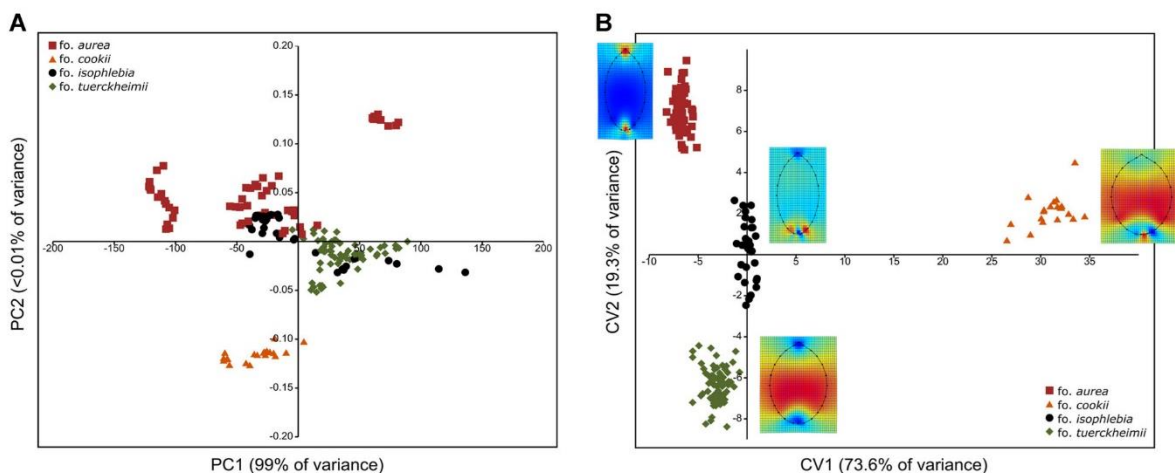 A
fo. aurea
fo. cookii
fo. isophlebia
fo. tuerckheimii
0.20
0.15
0.10
0.05
0.00
-200
-150
-100
-50
0
50
100
150
200
-0.05
-0.10
-0.15
-0.20
PC2 (<0.01% of variance)
PC1 (99% of variance)
B
8
6
4
2
-10
-5
5
10
15
20
25
30
35
-2
-4
-6
-8
CV2 (19.3% of variance)
CV1 (73.6% of variance)
fo. aurea
fo. cookii
fo. isophlebia
fo. tuerckheimii